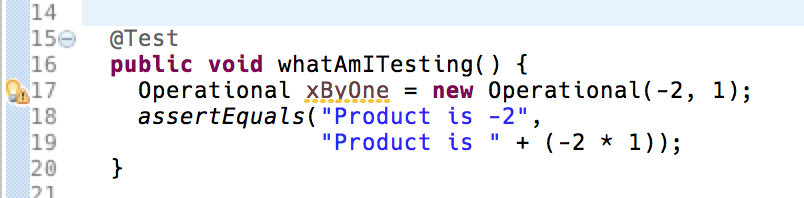 14
15 @Test
16 public void whatAmITesting() {
17 Operational xByOne = new Operational(-2, 1);
18 assertEquals("Product is -2",
19 "Product is " + (-2 * 1));
20 }
21